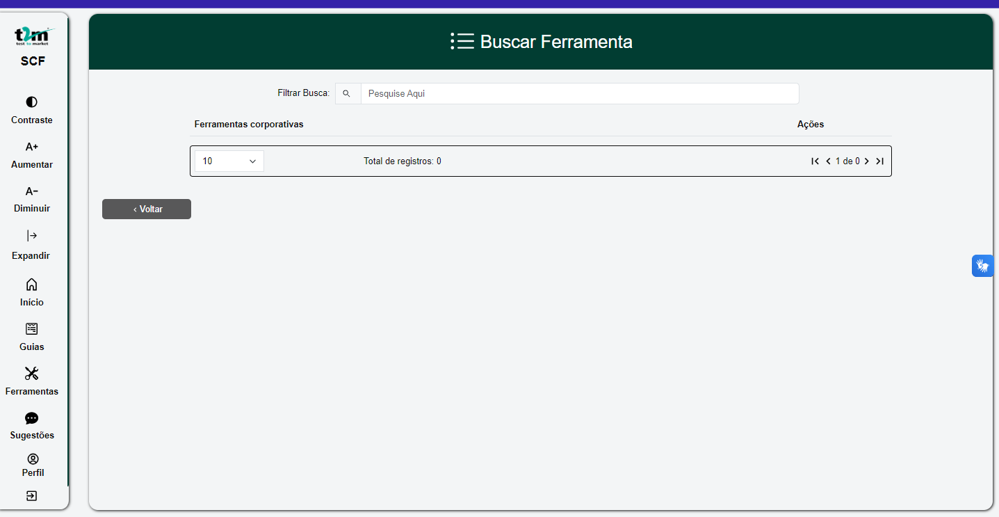 t2m
test to market
SCF
Contraste
A+
Aumentar
A−
Diminuir
Expandir
Início
Guias
Ferramentas
Sugestões
Perfil
Buscar Ferramenta
Filtrar Busca:
Pesquise Aqui
Ferramentas corporativas
Ações
10
Total de registros: 0
1 de 0
‹ Voltar